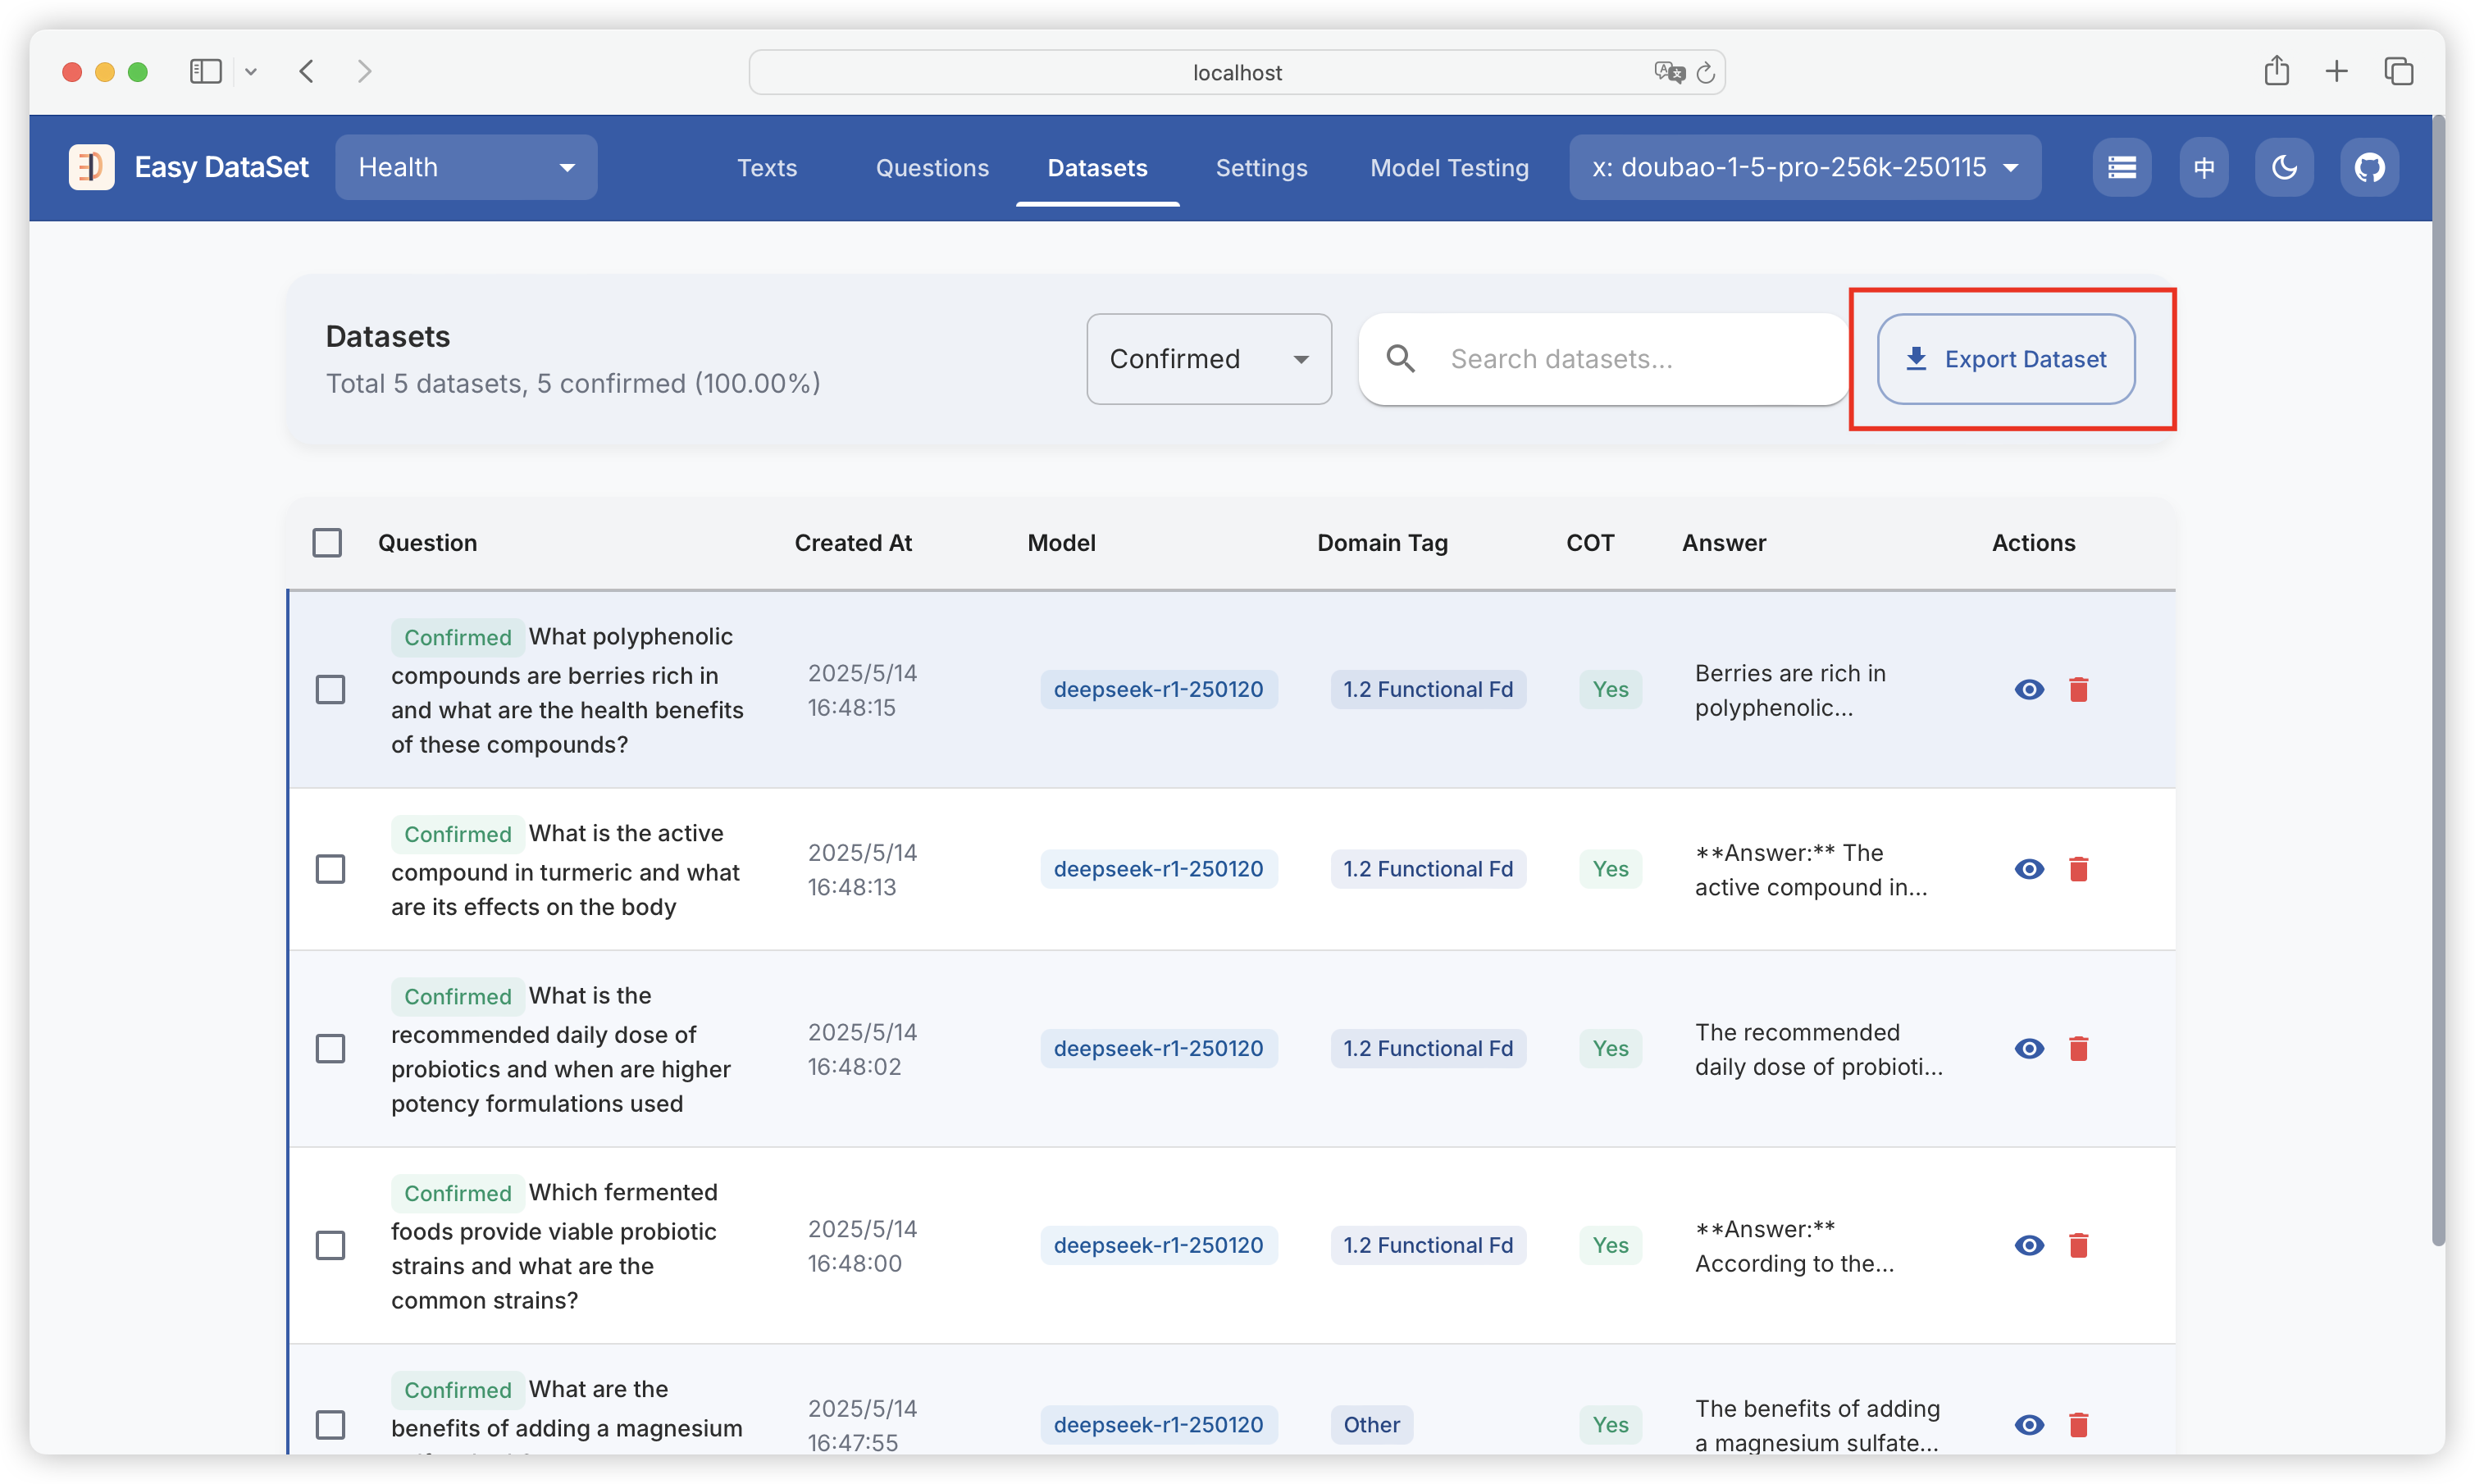 localhost
Easy DataSet
Health
Texts
Questions
Datasets
Settings
Model Testing
x: doubao-1-5-pro-256k-250115
中
Datasets
Total 5 datasets, 5 confirmed (100.00%)
Confirmed
Search datasets...
Export Dataset
Question
Created At
Model
Domain Tag
COT
Answer
Actions
Confirmed What polyphenolic
compounds are berries rich in
and what are the health benefits
of these compounds?
2025/5/14
16:48:15
deepseek-r1-250120
1.2 Functional Fd
Yes
Berries are rich in
polyphenolic...
Confirmed What is the active
compound in turmeric and what
are its effects on the body
2025/5/14
16:48:13
deepseek-r1-250120
1.2 Functional Fd
Yes
**Answer:** The
active compound in...
Confirmed What is the
recommended daily dose of
probiotics and when are higher
potency formulations used
2025/5/14
16:48:02
deepseek-r1-250120
1.2 Functional Fd
Yes
The recommended
daily dose of probioti...
Confirmed Which fermented
foods provide viable probiotic
strains and what are the
common strains?
2025/5/14
16:48:00
deepseek-r1-250120
1.2 Functional Fd
Yes
**Answer:**
According to the...
Confirmed What are the
benefits of adding a magnesium
2025/5/14
16:47:55
deepseek-r1-250120
Other
Yes
The benefits of adding
a magnesium sulfate...